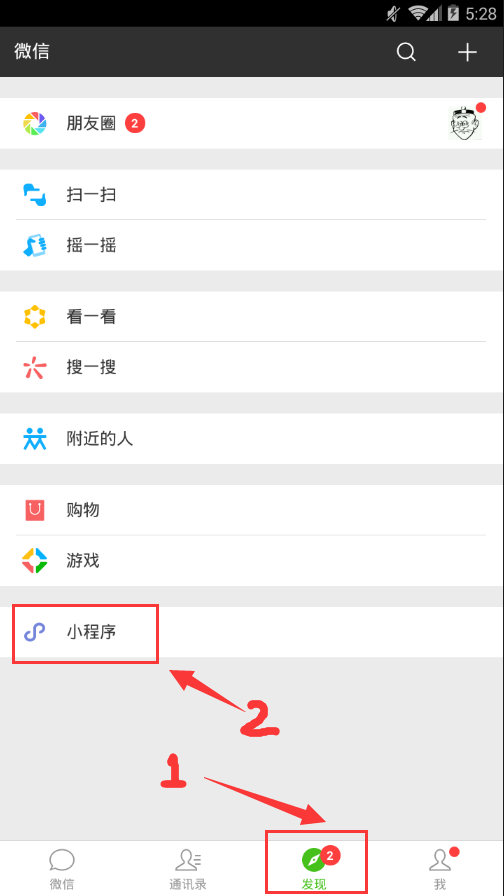 5:28
微信
朋友圈 2
扫一扫
摇一摇
看一看
搜一搜
附近的人
购物
游戏
小程序
2
1
2
微信 通讯录 发现 我